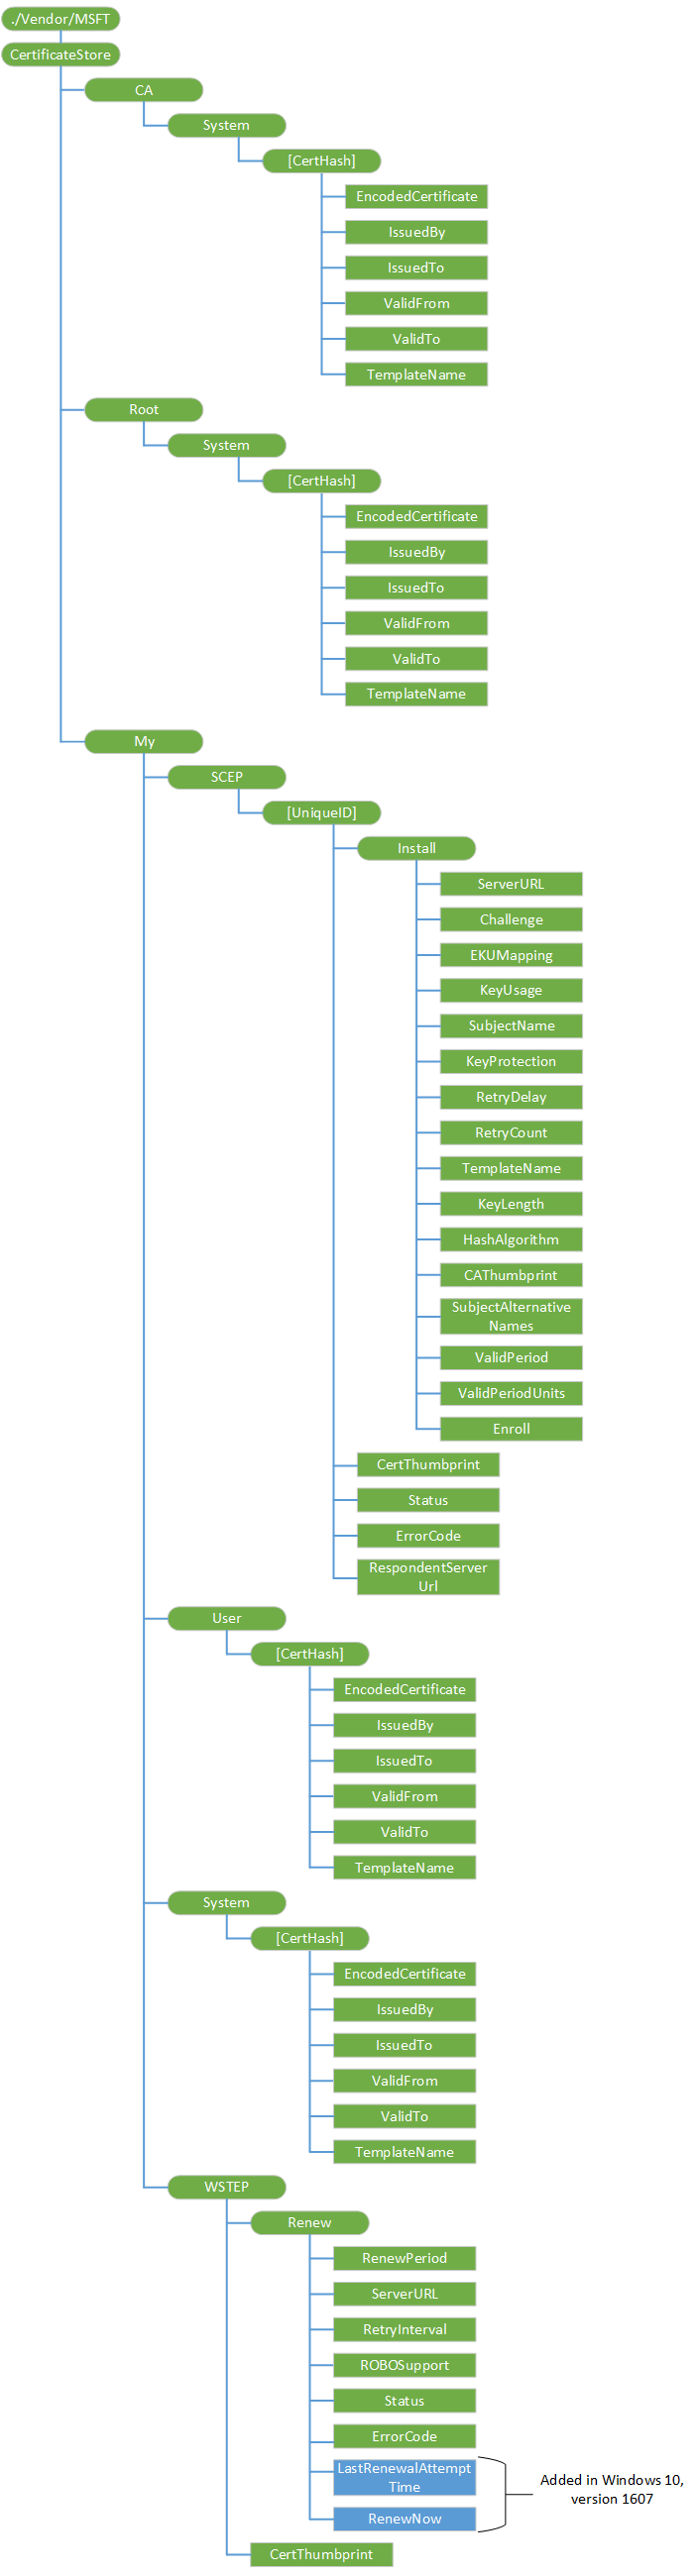 ./Vendor/MSFT
CertificateStore
CA
System
[CertHash]
EncodedCertificate
IssuedBy
IssuedTo
ValidFrom
ValidTo
TemplateName
Root
System
[CertHash]
EncodedCertificate
IssuedBy
IssuedTo
ValidFrom
ValidTo
TemplateName
My
SCEP
[UniqueID]
Install
ServerURL
Challenge
EKUMapping
KeyUsage
SubjectName
KeyProtection
RetryDelay
RetryCount
TemplateName
KeyLength
HashAlgorithm
CAThumbprint
SubjectAlternative
Names
ValidPeriod
ValidPeriodUnits
Enroll
CertThumbprint
Status
ErrorCode
RespondentServer
Url
User
[CertHash]
EncodedCertificate
IssuedBy
IssuedTo
ValidFrom
ValidTo
TemplateName
System
[CertHash]
EncodedCertificate
IssuedBy
IssuedTo
ValidFrom
ValidTo
TemplateName
WSTEP
Renew
RenewPeriod
ServerURL
RetryInterval
ROBOSupport
Status
ErrorCode
LastRenewalAttempt
Time
RenewNow
Added in Windows 10,
version 1607
CertThumbprint